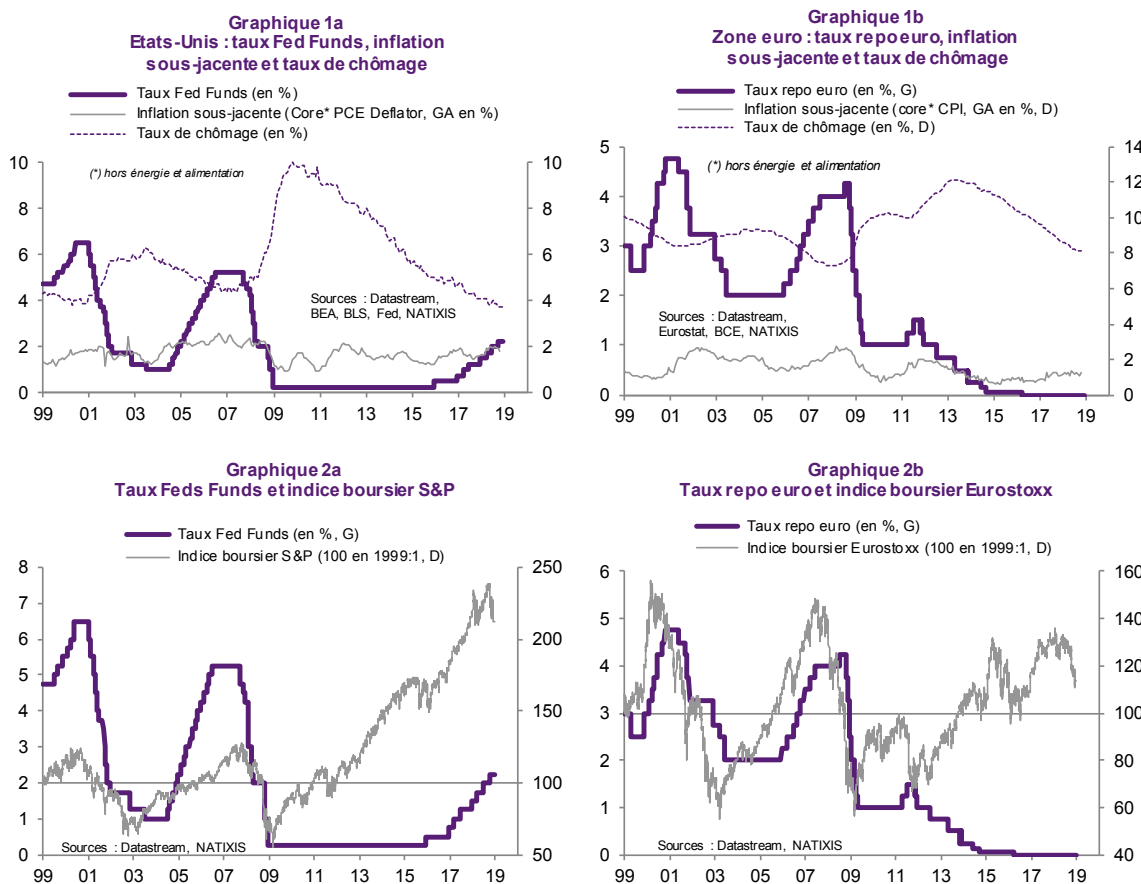 Graphique 1a
Etats-Unis : taux Fed Funds, inflation
sous-jacente et taux de chômage
Taux Fed Funds (en %)
Inflation sous-jacente (Core* PCE Deflator, GA en %)
Taux de chômage (en %)
(*) hors énergie et alimentation
Sources : Datastream,
BEA, BLS, Fed, NATIXIS
10
8
6
4
2
0
10
8
6
4
2
0
99 01 03 05 07 09 11 13 15 17 19
Graphique 1b
Zone euro : taux repo euro, inflation
sous-jacente et taux de chômage
Taux repo euro (en %, G)
Inflation sous-jacente (core* CPI, GA en %, D)
Taux de chômage (en %, D)
(*) hors énergie et alimentation
Sources : Datastream,
Eurostat, BCE, NATIXIS
5
4
3
2
1
0
14
12
10
8
6
4
2
0
99 01 03 05 07 09 11 13 15 17 19
Graphique 2a
Taux Feds Funds et indice boursier S&P
Taux Fed Funds (en %, G)
Indice boursier S&P (100 en 1999:1, D)
8
7
6
5
4
3
2
1
0
250
200
150
100
50
Sources : Datastream, NATIXIS
99 01 03 05 07 09 11 13 15 17 19
Graphique 2b
Taux repo euro et indice boursier Eurostoxx
Taux repo euro (en %, G)
Indice boursier Eurostoxx (100 en 1999:1, D)
6
5
4
3
2
1
0
160
140
120
100
80
60
40
Sources : Datastream, NATIXIS
99 01 03 05 07 09 11 13 15 17 19